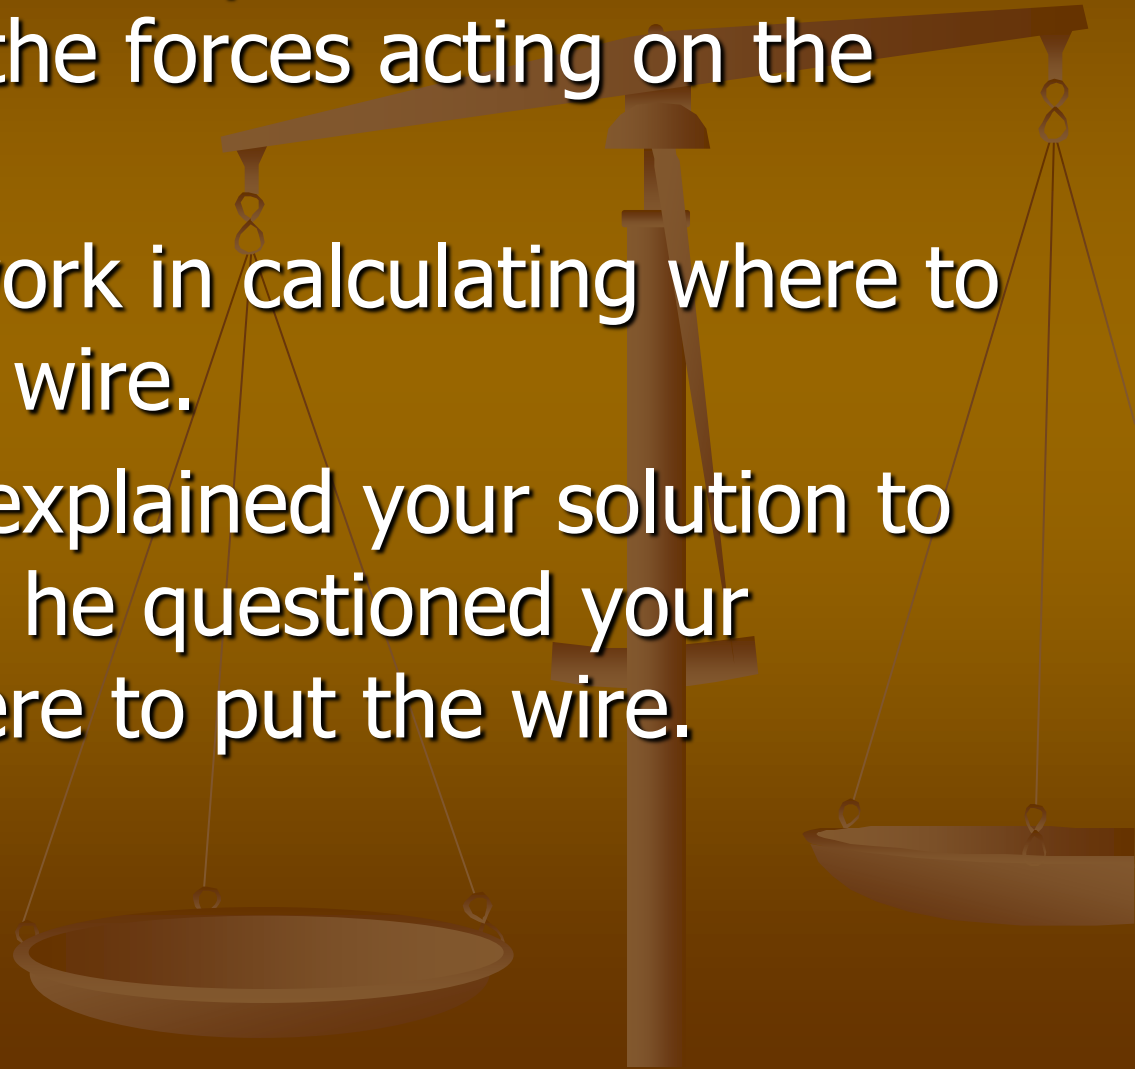 the forces acting on the
ork in calculating where to
wire.
explained your solution to
he questioned your
ere to put the wire.